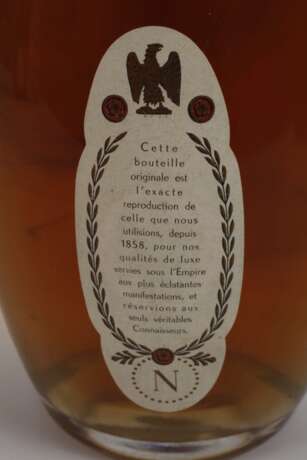 Cette
bouteille
originale est
l'exacte
reproduction de
celle que nous
utilisions, depuis
1858, pour nos
qualités de luxe
servies sous l'Empire
aux plus éclatantes
manifestations, et
réservions aux
seuls véritables
Connaisseurs.
N